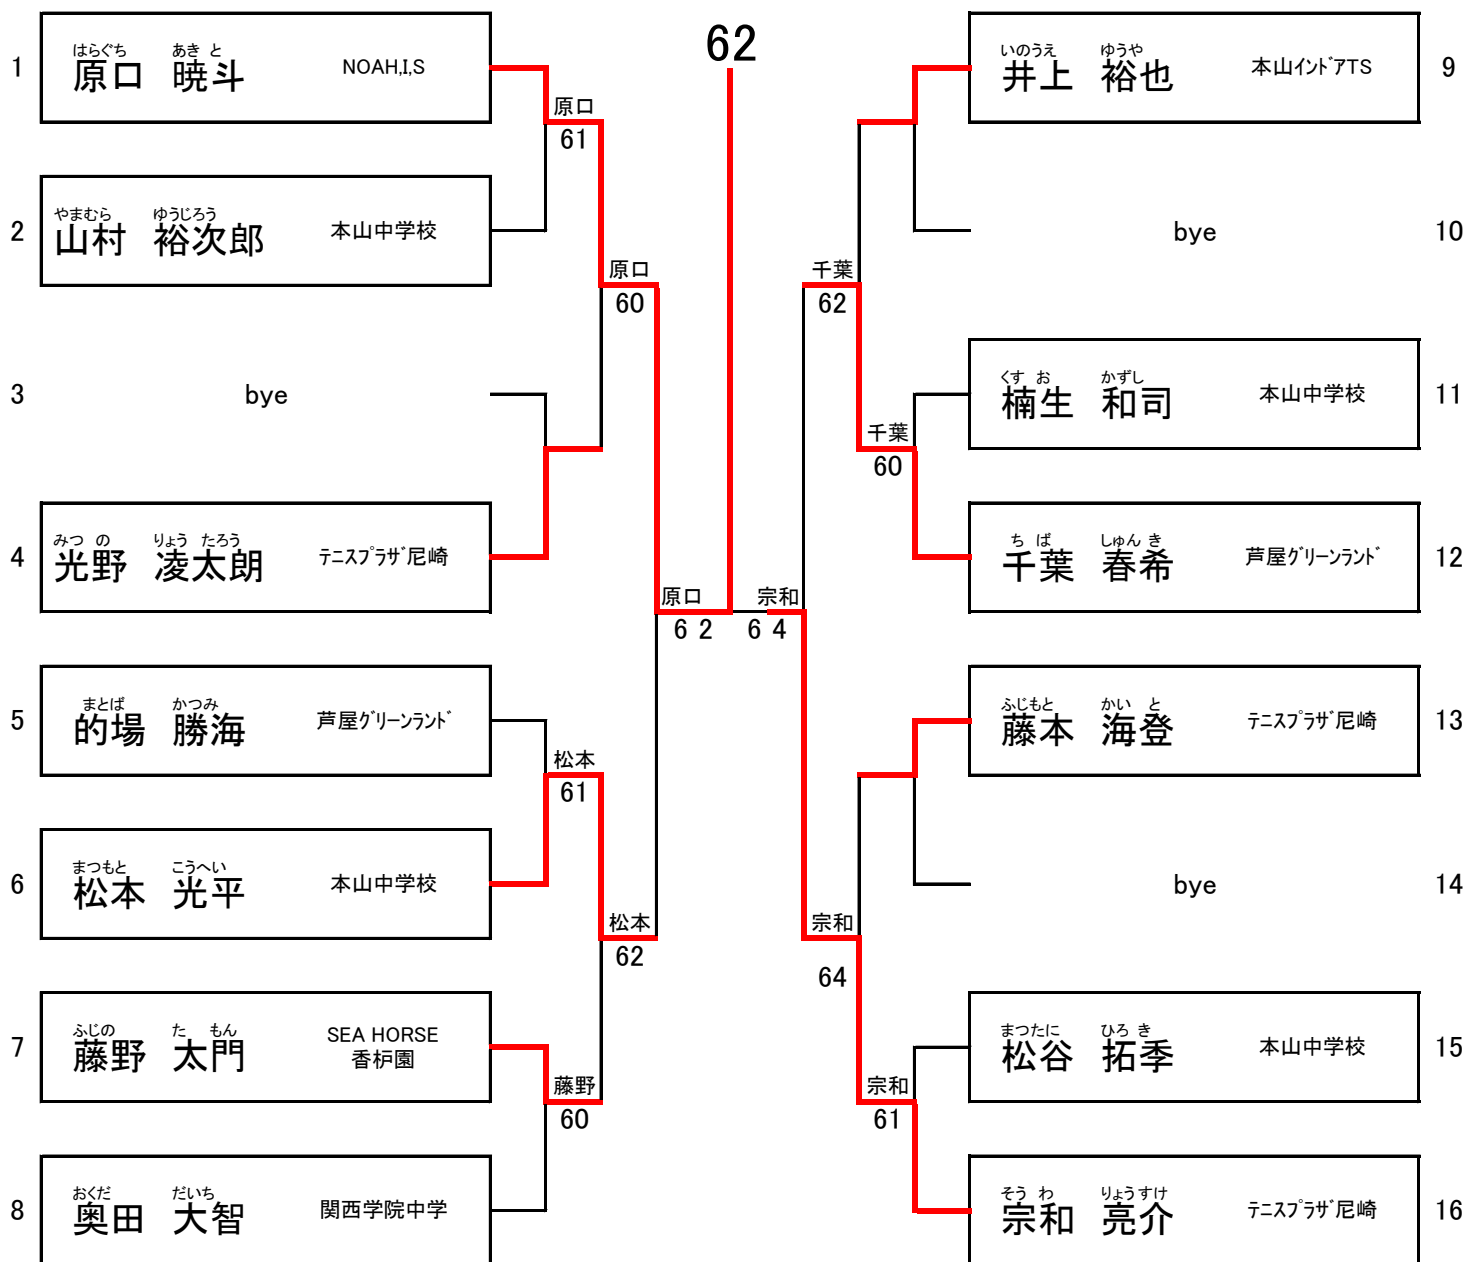 62
はらぐち あき と
1 原口 暁斗 NOAH,I,S
原口
61
やまむら ゆうじろう
2 山村 裕次郎 本山中学校
原口
60
3 bye
みつ の りょう たろう
4 光野 凌太朗 ﾃﾆｽﾌﾟﾗｻﾞ尼崎
原口
6 2
まとば かつみ
5 的場 勝海 芦屋ｸﾞﾘｰﾝﾗﾝﾄﾞ
松本
61
まつもと こうへい
6 松本 光平 本山中学校
松本
62
ふじの た もん
7 藤野 太門 SEA HORSE
香枦園
藤野
60
おくだ だいち
8 奥田 大智 関西学院中学
いのうえ ゆうや
井上 裕也 本山ｲﾝﾄﾞｱTS 9
bye 10
千葉
62
くす お かずし
楠生 和司 本山中学校 11
千葉
60
ち ば しゅん き
千葉 春希 芦屋ｸﾞﾘｰﾝﾗﾝﾄﾞ 12
宗和
6 4
ふじもと かい と
藤本 海登 ﾃﾆｽﾌﾟﾗｻﾞ尼崎 13
bye 14
宗和
64
まつたに ひろ き
松谷 拓季 本山中学校 15
宗和
61
そう わ りょうすけ
宗和 亮介 ﾃﾆｽﾌﾟﾗｻﾞ尼崎 16